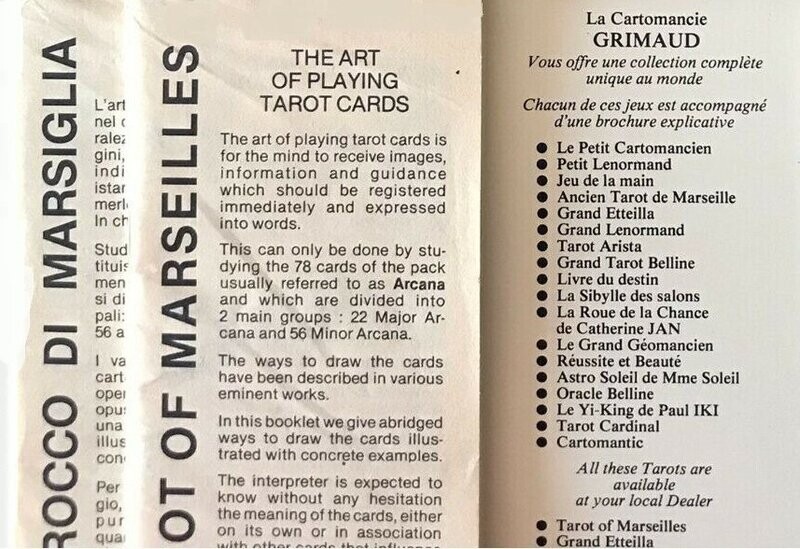 ROCCO DI MARSIGLIA
L'art
nel
gini,
indi
istar
In ch
Stud
tituis
men
si di
pali:
56 a
I va
cart
oper
opus
una
illus
Per
gio,
pur
qua
OT OF MARSEILLES
THE ART
OF PLAYING
TAROT CARDS
The art of playing tarot cards is
for the mind to receive images,
information and guidance
which should be registered
immediately and expressed
into words.
This can only be done by stu-
dying the 78 cards of the pack
usually referred to as Arcana
and which are divided into
2 main groups : 22 Major Ar-
cana and 56 Minor Arcana.
The ways to draw the cards
have been described in various
eminent works.
In this booklet we give abridged
ways to draw the cards illus-
trated with concrete examples.
The interpreter is expected to
know without any hesitation
the meaning of the cards, either
on its own or in association
with other cards that influence
La Cartomancie
GRIMAUD
Vous offre une collection complète
unique au monde
Chacun de ces jeux est accompagné
d'une brochure explicative
● Le Petit Cartomancien
● Petit Lenormand
● Jeu de la main
● Ancien Tarot de Marseille
● Grand Etteilla
● Grand Lenormand
● Tarot Arista
● Grand Tarot Belline
● Livre du destin
● La Sibylle des salons
● La Roue de la Chance
de Catherine JAN
● Le Grand Géomancien
● Réussite et Beauté
● Astro Soleil de Mme Soleil
● Oracle Belline
● Le Yi-King de Paul IKI
● Tarot Cardinal
● Cartomantic
All these Tarots are
available
at your local Dealer
● Tarot of Marseilles
● Grand Etteilla